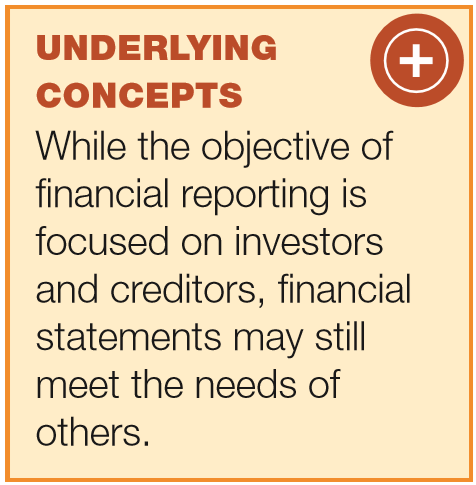 UNDERLYING
CONCEPTS
While the objective of
financial reporting is
focused on investors
and creditors, financial
statements may still
meet the needs of
others.